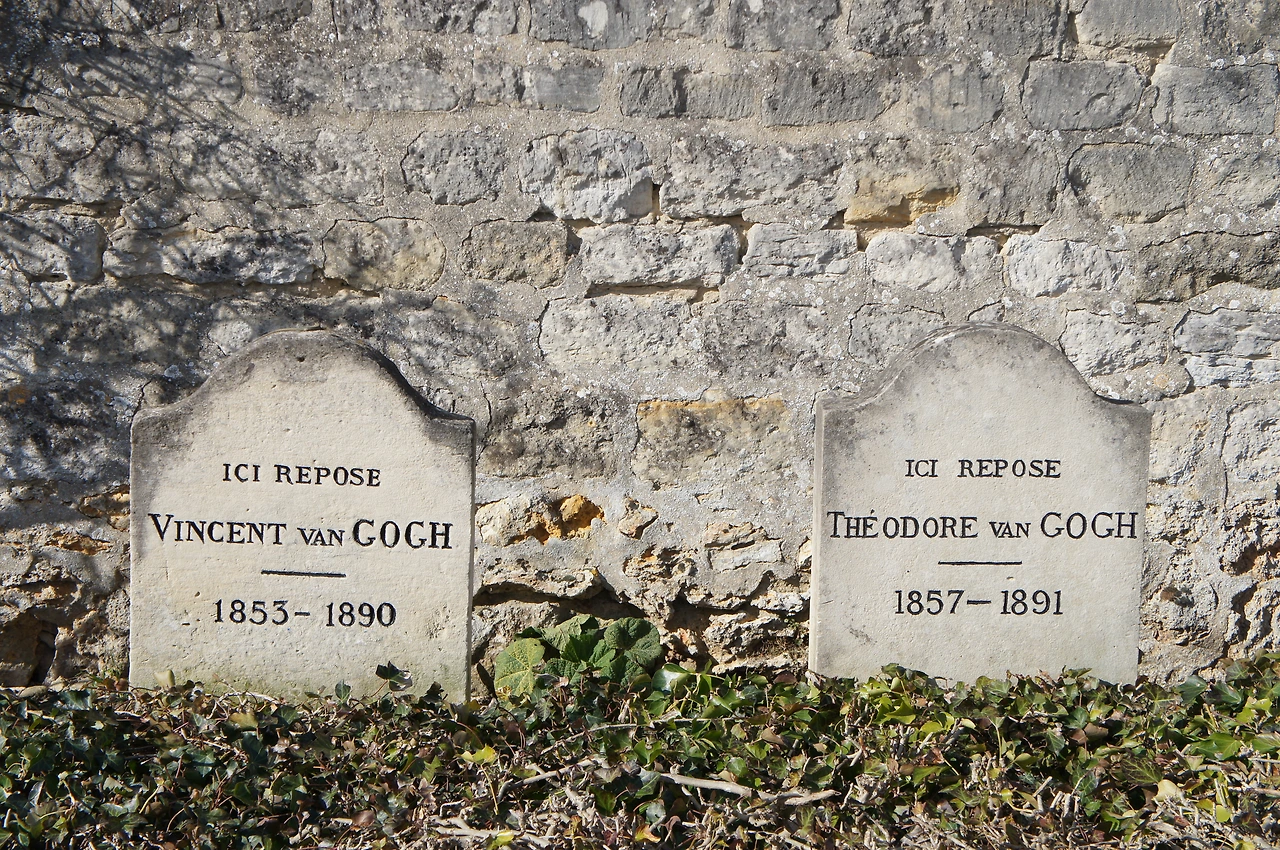 ICI REPOSE
VINCENT VAN GOGH
1853 – 1890
ICI REPOSE
THÉODORE VAN GOGH
1857 – 1891